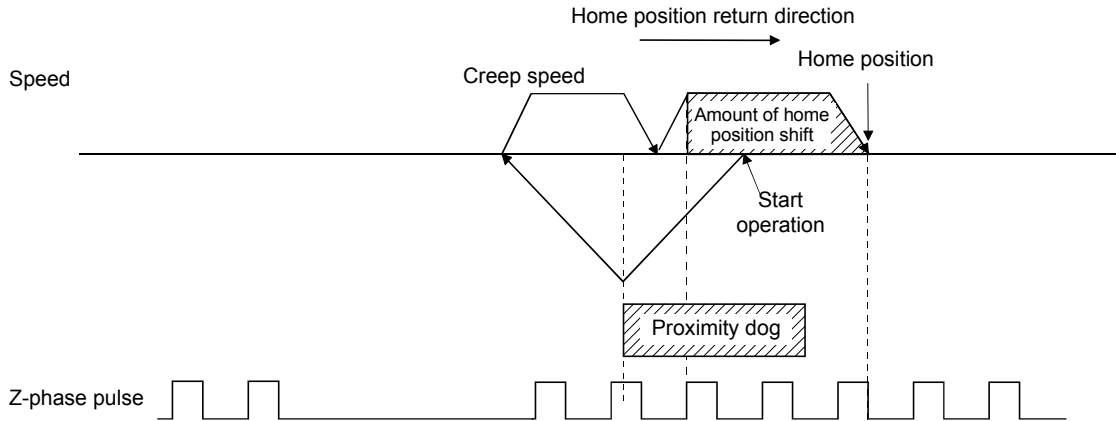 Home position return direction
Home position
Speed
Creep speed
Amount of home
position shift
Start
operation
Proximity dog
Z-phase pulse